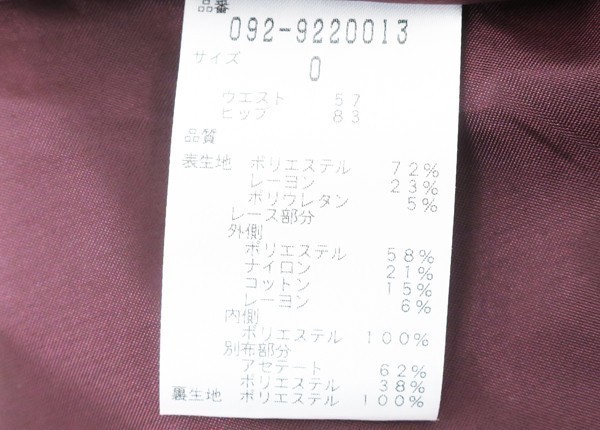 品番
092-9220013
サイズ
0
ウエスト 57
ヒップ 83
品質
表生地 ポリエステル 72%
レーヨン 23%
ポリウレタン 5%
レース部分
外側
ポリエステル 58%
ナイロン 21%
コットン 15%
レーヨン 6%
内側
ポリエステル 100%
別布部分
アセテート 62%
ポリエステル 38%
裏生地 ポリエステル 100%